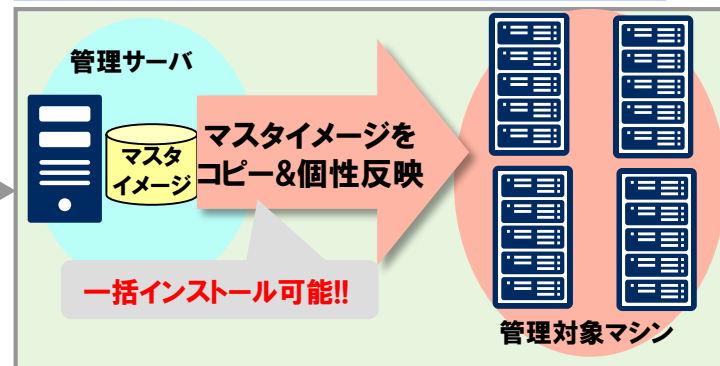 管理サーバ
マスタ
イメージ
マスタイメージを
コピー&個性反映
一括インストール可能!!
管理対象マシン